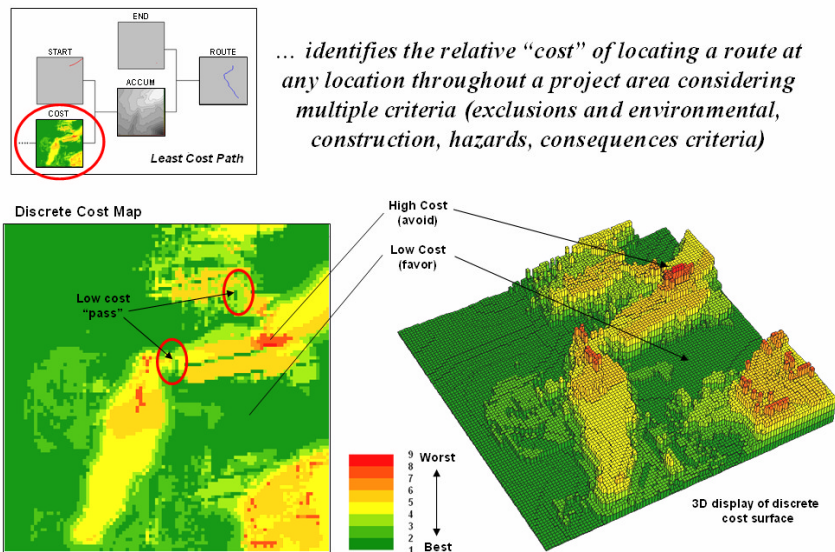 END
START
ROUTE
ACCUM
COST
Least Cost Path
… identifies the relative “cost” of locating a route at
any location throughout a project area considering
multiple criteria (exclusions and environmental,
construction, hazards, consequences criteria)
Discrete Cost Map
High Cost
(avoid)
Low Cost
(favor)
Low cost
“pass”
9
8
7
6
5
4
3
2
1
Worst
Best
3D display of discrete
cost surface